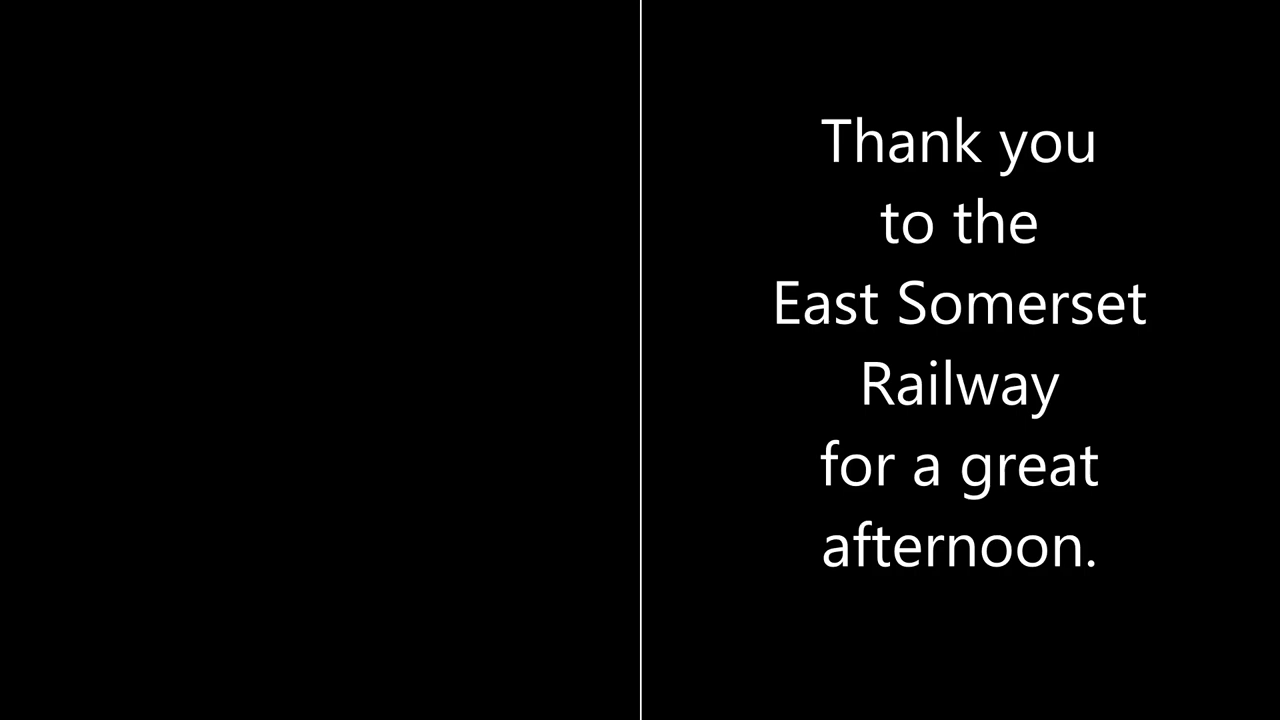 Thank you
to the
East Somerset
Railway
for a great
afternoon.